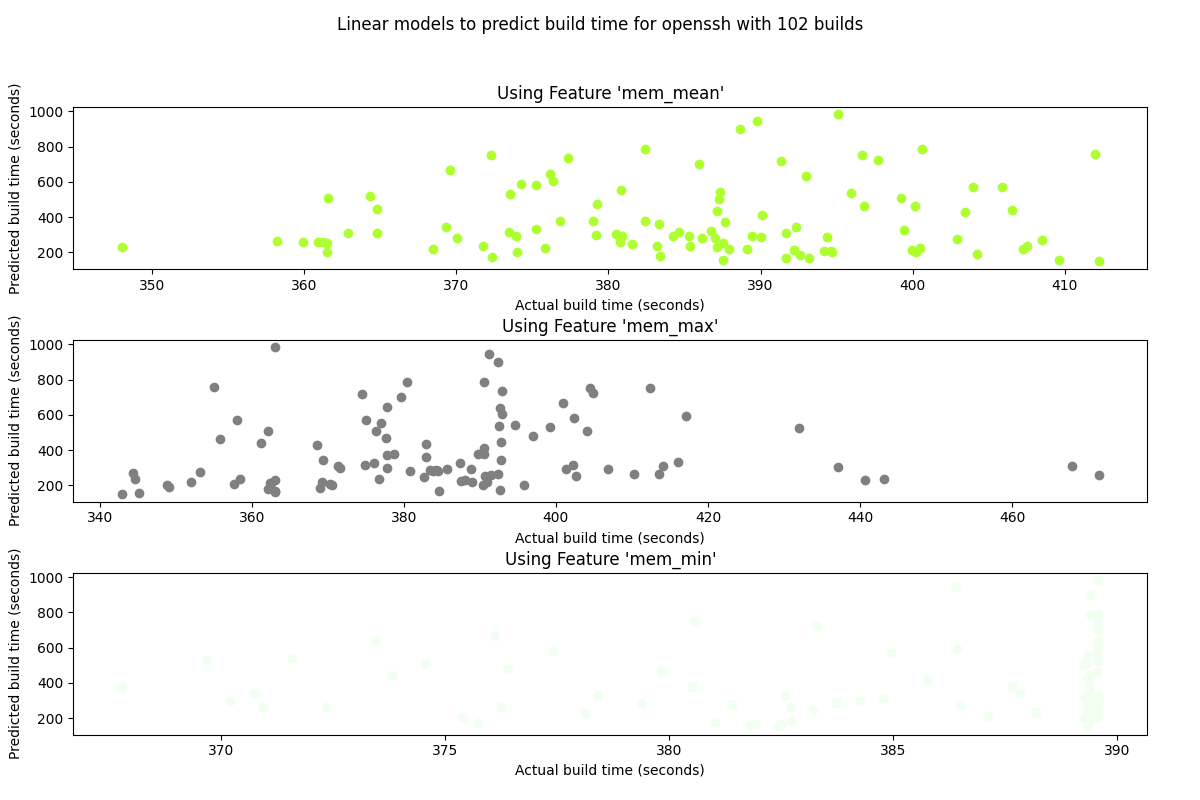 Linear models to predict build time for openssh with 102 builds
Using Feature 'mem_mean'
Predicted build time (seconds)
1000
800
600
400
200
350 360 370 380 390 400 410
Actual build time (seconds)
Using Feature 'mem_max'
Predicted build time (seconds)
1000
800
600
400
200
340 360 380 400 420 440 460
Actual build time (seconds)
Using Feature 'mem_min'
Predicted build time (seconds)
1000
800
600
400
200
370 375 380 385 390
Actual build time (seconds)